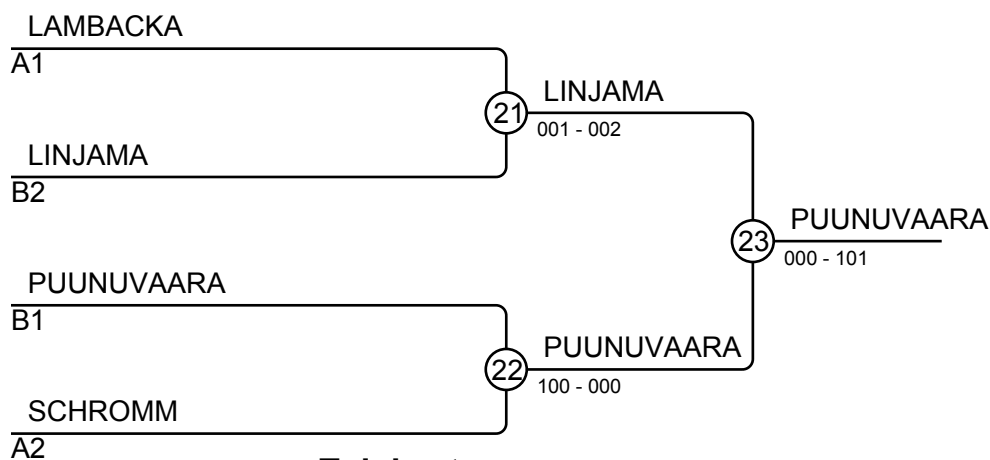 LAMBACKA
A1
21
LINJAMA
001 - 002
LINJAMA
B2
23
PUUNUVAARA
000 - 101
PUUNUVAARA
B1
22
PUUNUVAARA
100 - 000
SCHROMM
A2